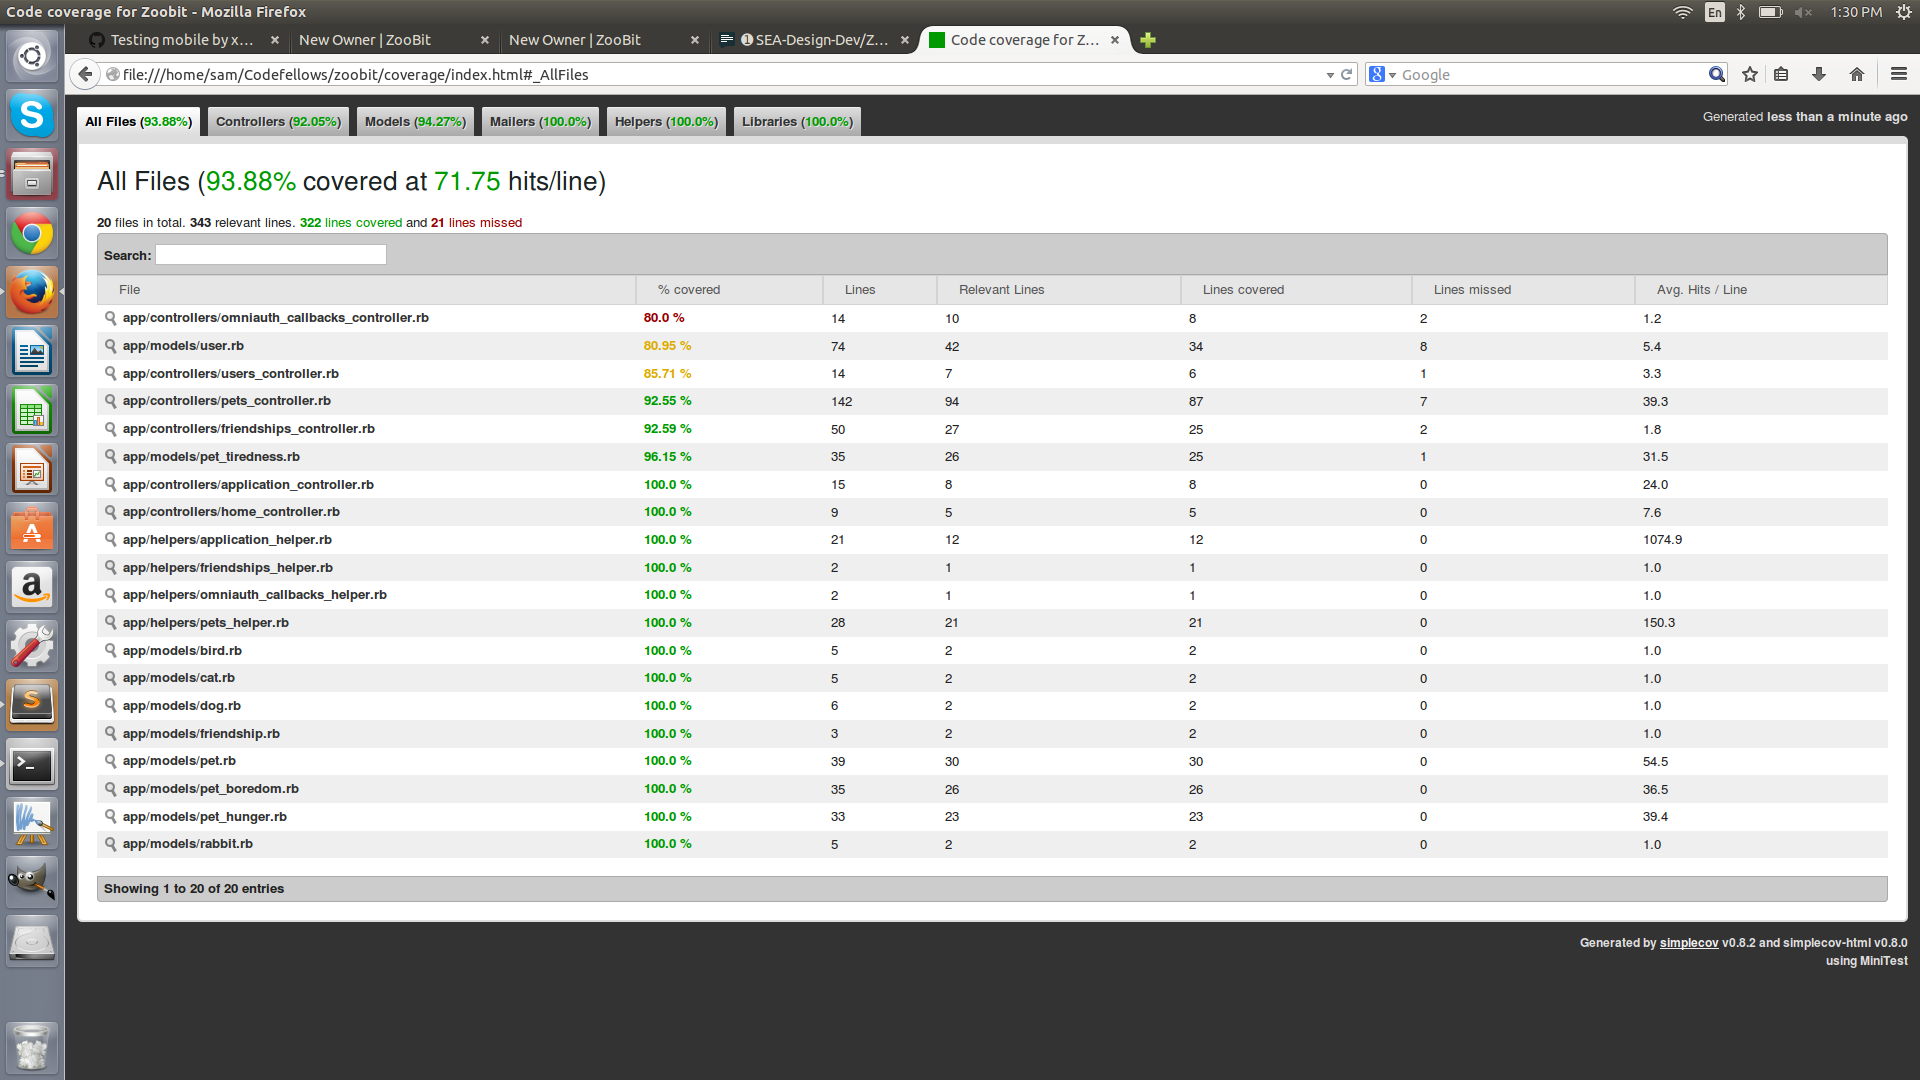 Code coverage for Zoobit - Mozilla Firefox
En
1:30 PM
Testing mobile by x...
New Owner | ZooBit
New Owner | ZooBit
SEA-Design-Dev/Z...
Code coverage for Z...
file:///home/sam/Codefellows/zoobit/coverage/index.html#_AllFiles
Google
All Files (93.88%)
Controllers (92.05%)
Models (94.27%)
Mailers (100.0%)
Helpers (100.0%)
Libraries (100.0%)
Generated less than a minute ago
All Files (93.88% covered at 71.75 hits/line)
20 files in total. 343 relevant lines. 322 lines covered and 21 lines missed
Search:
File % covered Lines Relevant Lines Lines covered Lines missed Avg. Hits / Line
app/controllers/omniauth_callbacks_controller.rb 80.0 % 14 10 8 2 1.2
app/models/user.rb 80.95 % 74 42 34 8 5.4
app/controllers/users_controller.rb 85.71 % 14 7 6 1 3.3
app/controllers/pets_controller.rb 92.55 % 142 94 87 7 39.3
app/controllers/friendships_controller.rb 92.59 % 50 27 25 2 1.8
app/models/pet_tiredness.rb 96.15 % 35 26 25 1 31.5
app/controllers/application_controller.rb 100.0 % 15 8 8 0 24.0
app/controllers/home_controller.rb 100.0 % 9 5 5 0 7.6
app/helpers/application_helper.rb 100.0 % 21 12 12 0 1074.9
app/helpers/friendships_helper.rb 100.0 % 2 1 1 0 1.0
app/helpers/omniauth_callbacks_helper.rb 100.0 % 2 1 1 0 1.0
app/helpers/pets_helper.rb 100.0 % 28 21 21 0 150.3
app/models/bird.rb 100.0 % 5 2 2 0 1.0
app/models/cat.rb 100.0 % 5 2 2 0 1.0
app/models/dog.rb 100.0 % 6 2 2 0 1.0
app/models/friendship.rb 100.0 % 3 2 2 0 1.0
app/models/pet.rb 100.0 % 39 30 30 0 54.5
app/models/pet_boredom.rb 100.0 % 35 26 26 0 36.5
app/models/pet_hunger.rb 100.0 % 33 23 23 0 39.4
app/models/rabbit.rb 100.0 % 5 2 2 0 1.0
Showing 1 to 20 of 20 entries
Generated by simplecov v0.8.2 and simplecov-html v0.8.0
using MiniTest